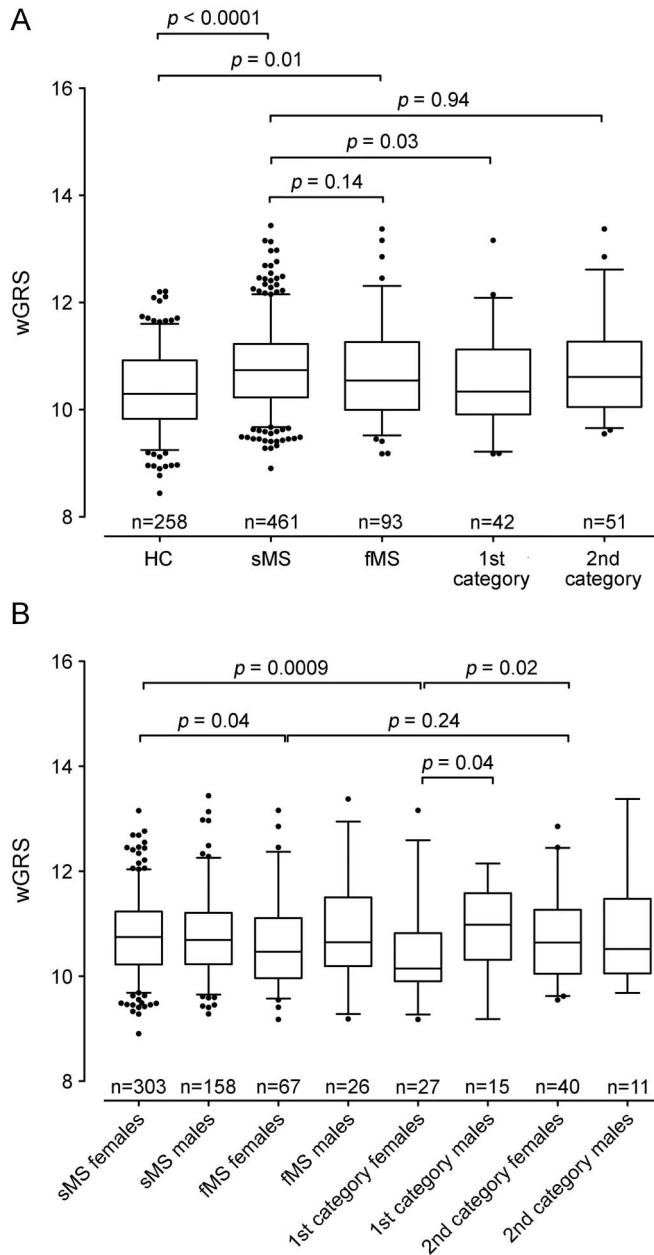 A
p < 0.0001
p = 0.01
p = 0.94
p = 0.03
p = 0.14
16
14
12
10
8
wGRS
n=258 n=461 n=93 n=42 n=51
HC sMS fMS 1st category 2nd category
B
p = 0.0009 p = 0.02
p = 0.04 p = 0.24
p = 0.04
16
14
12
10
8
wGRS
n=303 n=158 n=67 n=26 n=27 n=15 n=40 n=11
sMS females
sMS males
fMS females
fMS males
1st category females
1st category males
2nd category females
2nd category males